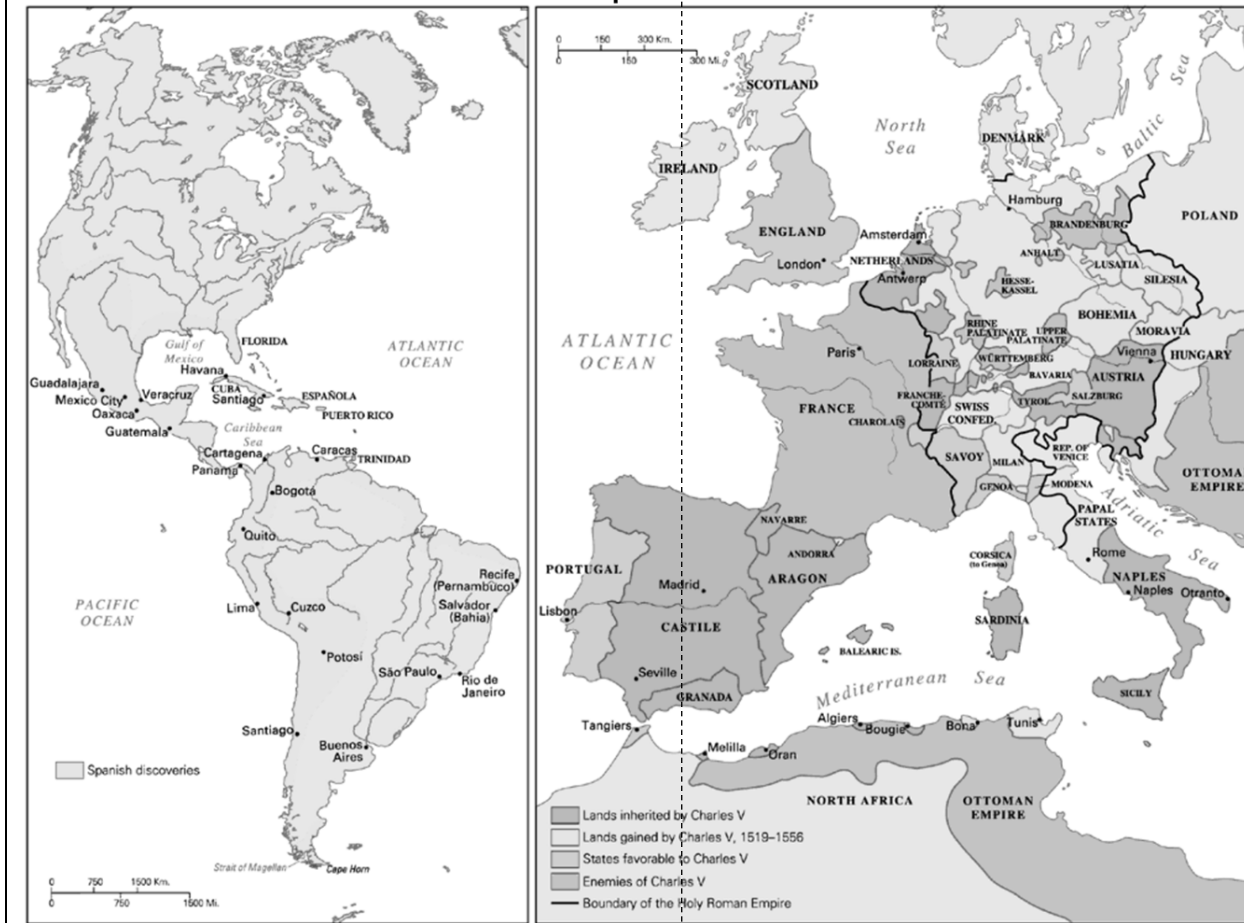 FLORIDA
Gulf of
Mexico
ATLANTIC
OCEAN
Havana
Guadalajara
CUBA
Mexico City
Veracruz
Santiago
ESPAÑOLA
Oaxaca
PUERTO RICO
Guatemala
Caribbean
Sea
Cartagena
Caracas
TRINIDAD
Panama
Bogotá
Quito
Recife
(Pernambuco)
PACIFIC
OCEAN
Lima
Cuzco
Salvador
(Bahia)
Potosí
São Paulo
Rio de
Janeiro
Santiago
Buenos
Aires
Spanish discoveries
Strait of Magellan
Cape Horn
0 750 1500 Km.
0 750 1500 Mi.
0 150 300 Km.
0 150 300 Mi.
SCOTLAND
North
Sea
DENMARK
Baltic Sea
IRELAND
Hamburg
POLAND
ENGLAND
BRANDENBURG
Amsterdam
ANHALT
London
NETHERLANDS
LUSATIA
Antwerp
HESSE-
KASSEL
SILESIA
BOHEMIA
ATLANTIC
OCEAN
RHINE
PALATINATE
UPPER
PALATINATE
MORAVIA
Paris
LORRAINE
WÜRTTEMBERG
Vienna
HUNGARY
BAVARIA
AUSTRIA
FRANCHE-
COMTÉ
TYROL
SALZBURG
FRANCE
SWISS
CONFED.
CHAROLAIS
SAVOY
MILAN
REP. OF
VENICE
OTTOMA
EMPIRE
GENOA
MODENA
Adriatic Sea
PAPAL
STATES
NAVARRE
ANDORRA
CORSICA
(to Genoa)
Rome
PORTUGAL
ARAGON
NAPLES
Madrid
Naples
Otranto
Lisbon
CASTILE
SARDINIA
BALEARIC IS.
Seville
Mediterranean Sea
GRANADA
SICILY
Tangiers
Algiers
Bougie
Bona
Tunis
Melilla
Oran
NORTH AFRICA
OTTOMAN
EMPIRE
Lands inherited by Charles V
Lands gained by Charles V, 1519–1556
States favorable to Charles V
Enemies of Charles V
Boundary of the Holy Roman Empire